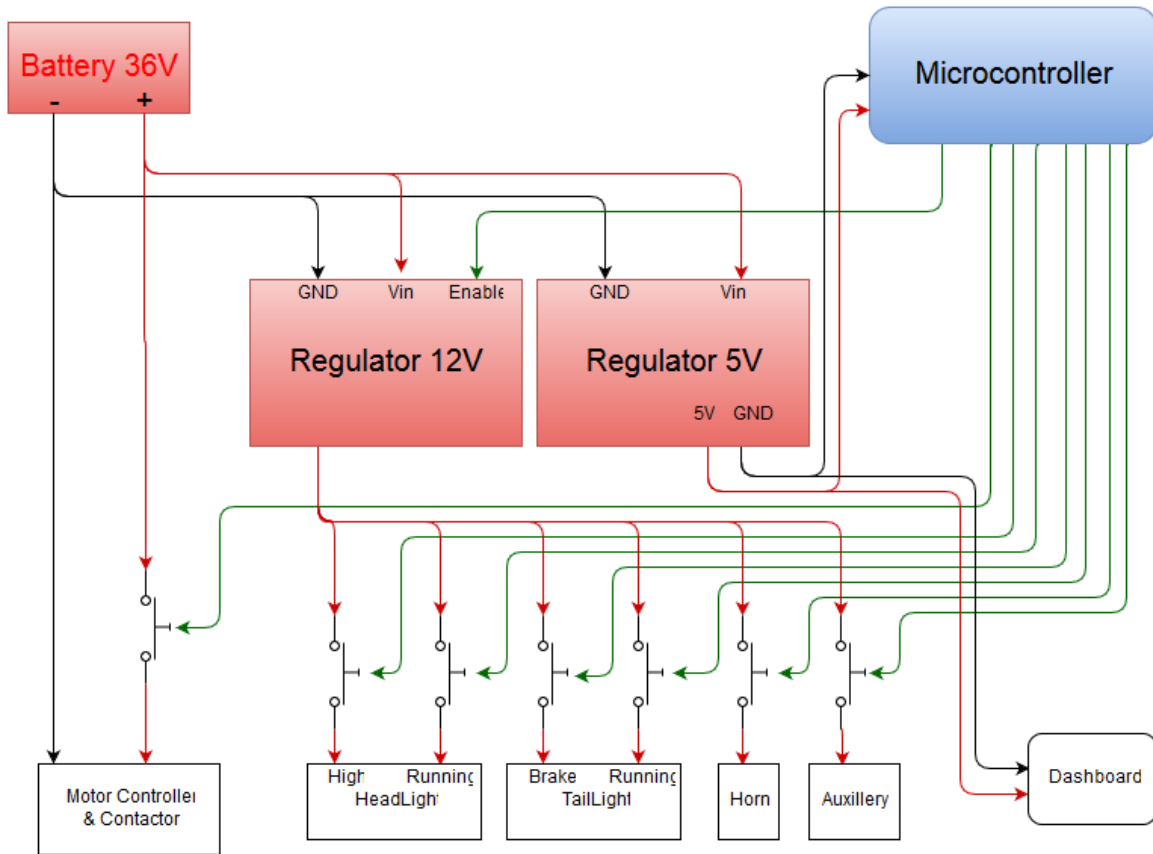 Battery 36V
- +
Microcontroller
GND Vin Enable
GND Vin
Regulator 12V
Regulator 5V
5V GND
High Running
HeadLight
Brake Running
TailLight
Motor Controller
& Contactor
Horn
Auxillery
Dashboard